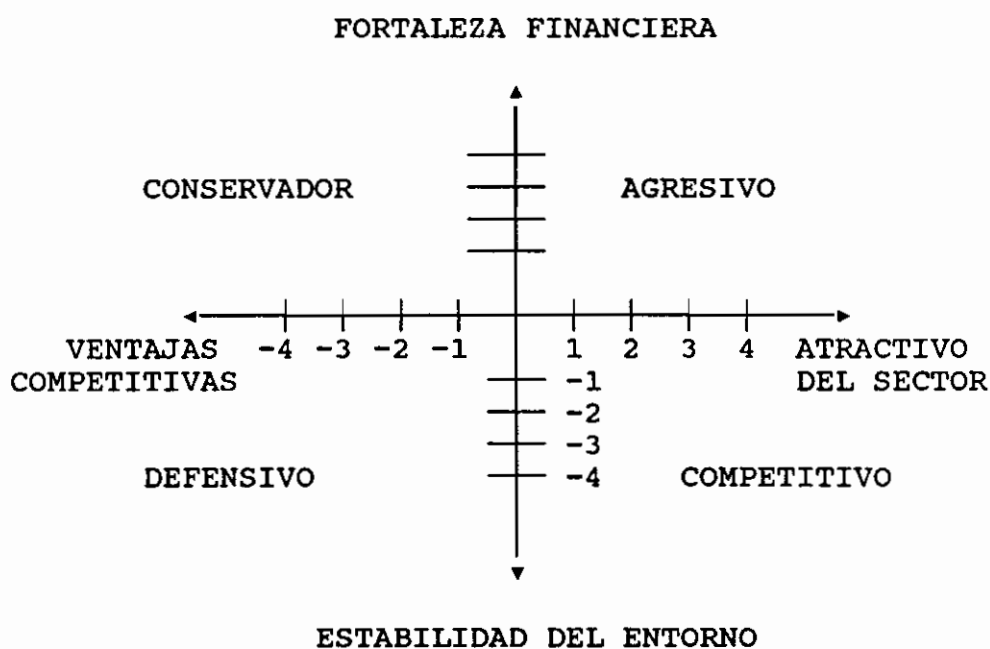 FORTALEZA FINANCIERA
CONSERVADOR AGRESIVO
VENTAJAS -4 -3 -2 -1 1 2 3 4 ATRACTIVO
COMPETITIVAS -1 DEL SECTOR
-2
-3
DEFENSIVO -4 COMPETITIVO
ESTABILIDAD DEL ENTORNO